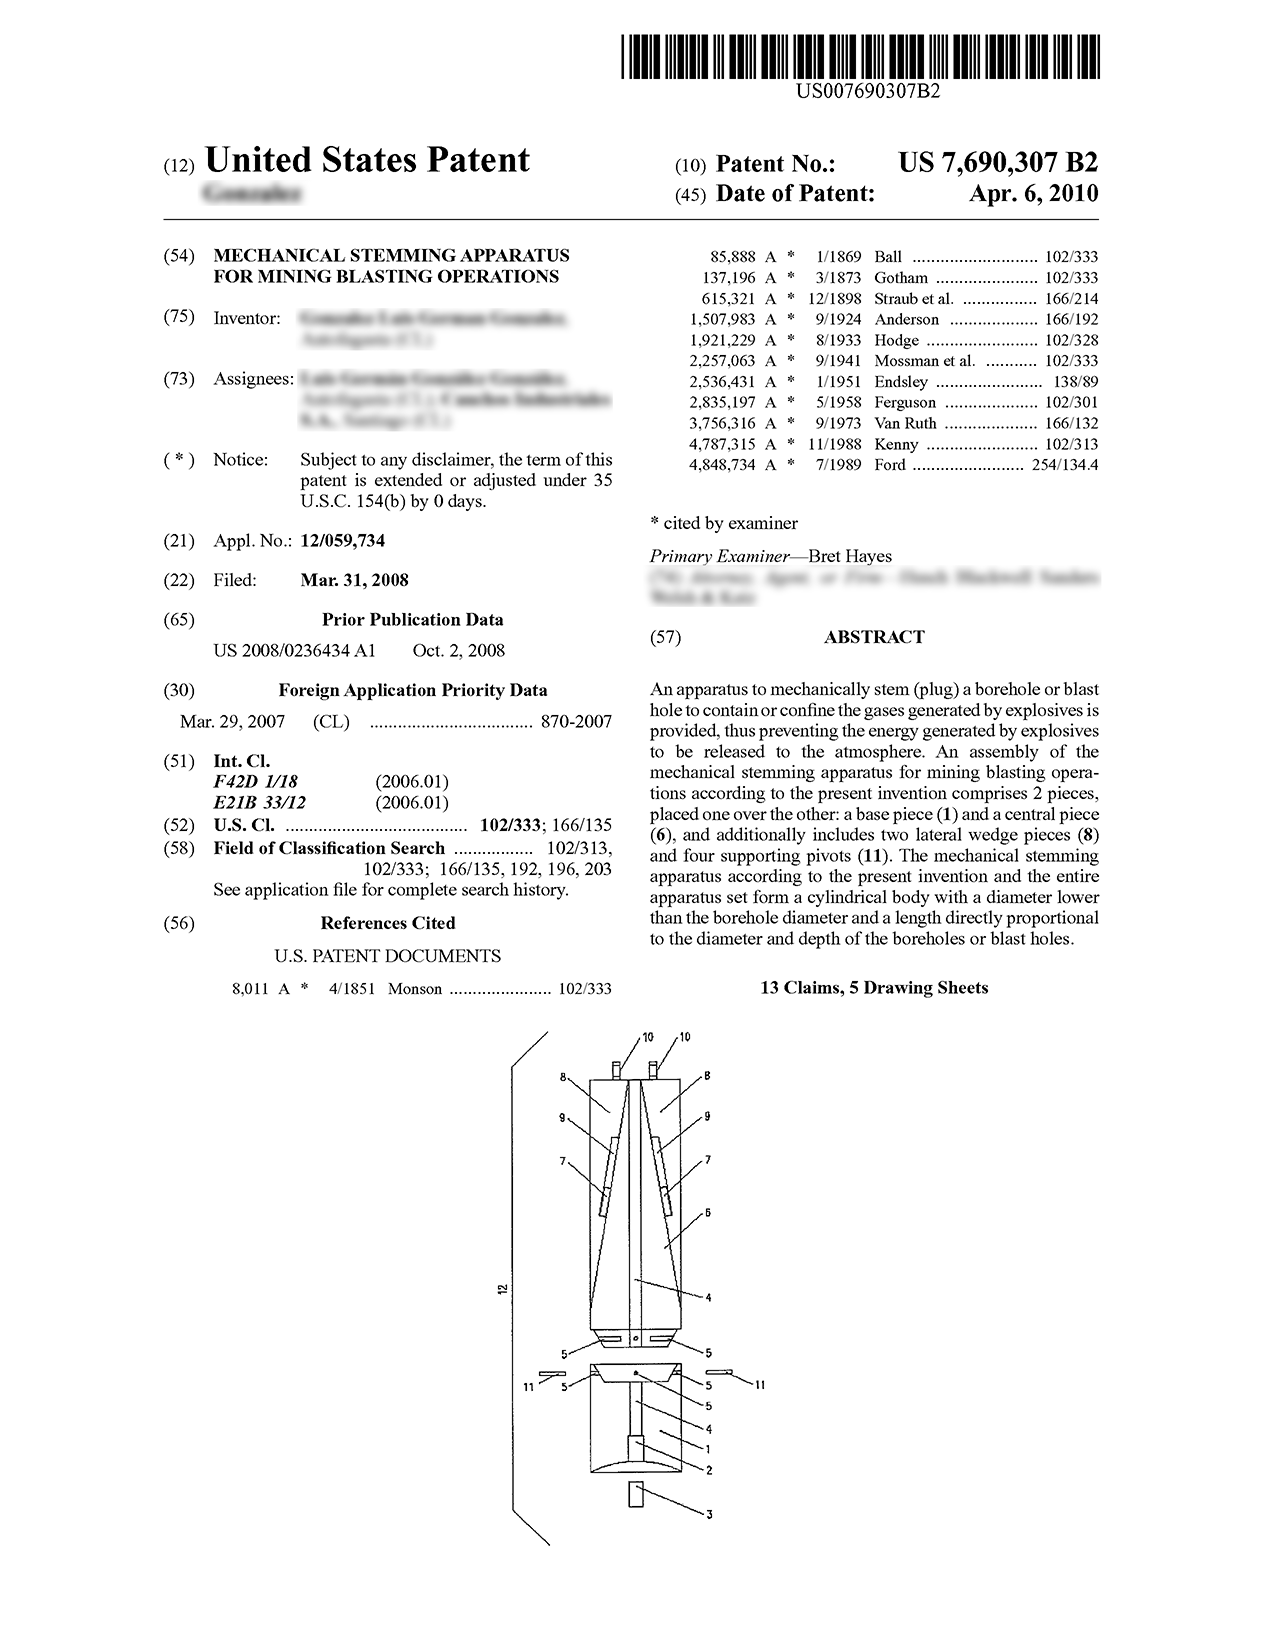 US007690307B2
(12) United States Patent
(10) Patent No.: US 7,690,307 B2
(45) Date of Patent: Apr. 6, 2010
(54) MECHANICAL STEMMING APPARATUS
FOR MINING BLASTING OPERATIONS
(75) Inventor:
(73) Assignees:
( * ) Notice: Subject to any disclaimer, the term of this
patent is extended or adjusted under 35
U.S.C. 154(b) by 0 days.
(21) Appl. No.: 12/059,734
(22) Filed: Mar. 31, 2008
(65) Prior Publication Data
US 2008/0236434 A1 Oct. 2, 2008
(30) Foreign Application Priority Data
Mar. 29, 2007 (CL) .................................. 870-2007
(51) Int. Cl.
F42D 1/18 (2006.01)
E21B 33/12 (2006.01)
(52) U.S. Cl. ....................................... 102/333; 166/135
(58) Field of Classification Search ................. 102/313,
102/333; 166/135, 192, 196, 203
See application file for complete search history.
(56) References Cited
U.S. PATENT DOCUMENTS
8,011 A * 4/1851 Monson ...................... 102/333
85,888 A * 1/1869 Ball ........................... 102/333
137,196 A * 3/1873 Gotham ...................... 102/333
615,321 A * 12/1898 Straub et al. ................ 166/214
1,507,983 A * 9/1924 Anderson ................... 166/192
1,921,229 A * 8/1933 Hodge ........................ 102/328
2,257,063 A * 9/1941 Mossman et al. ........... 102/333
2,536,431 A * 1/1951 Endsley ....................... 138/89
2,835,197 A * 5/1958 Ferguson .................... 102/301
3,756,316 A * 9/1973 Van Ruth .................... 166/132
4,787,315 A * 11/1988 Kenny ........................ 102/313
4,848,734 A * 7/1989 Ford ........................ 254/134.4
* cited by examiner
Primary Examiner—Bret Hayes
(57) ABSTRACT
An apparatus to mechanically stem (plug) a borehole or blast
hole to contain or confine the gases generated by explosives is
provided, thus preventing the energy generated by explosives
to be released to the atmosphere. An assembly of the
mechanical stemming apparatus for mining blasting opera-
tions according to the present invention comprises 2 pieces,
placed one over the other: a base piece (1) and a central piece
(6), and additionally includes two lateral wedge pieces (8)
and four supporting pivots (11). The mechanical stemming
apparatus according to the present invention and the entire
apparatus set form a cylindrical body with a diameter lower
than the borehole diameter and a length directly proportional
to the diameter and depth of the boreholes or blast holes.
13 Claims, 5 Drawing Sheets
10 10
8 8
9 9
7 7
6
12
4
5 5
11 5 5 11
5
4
1
2
3